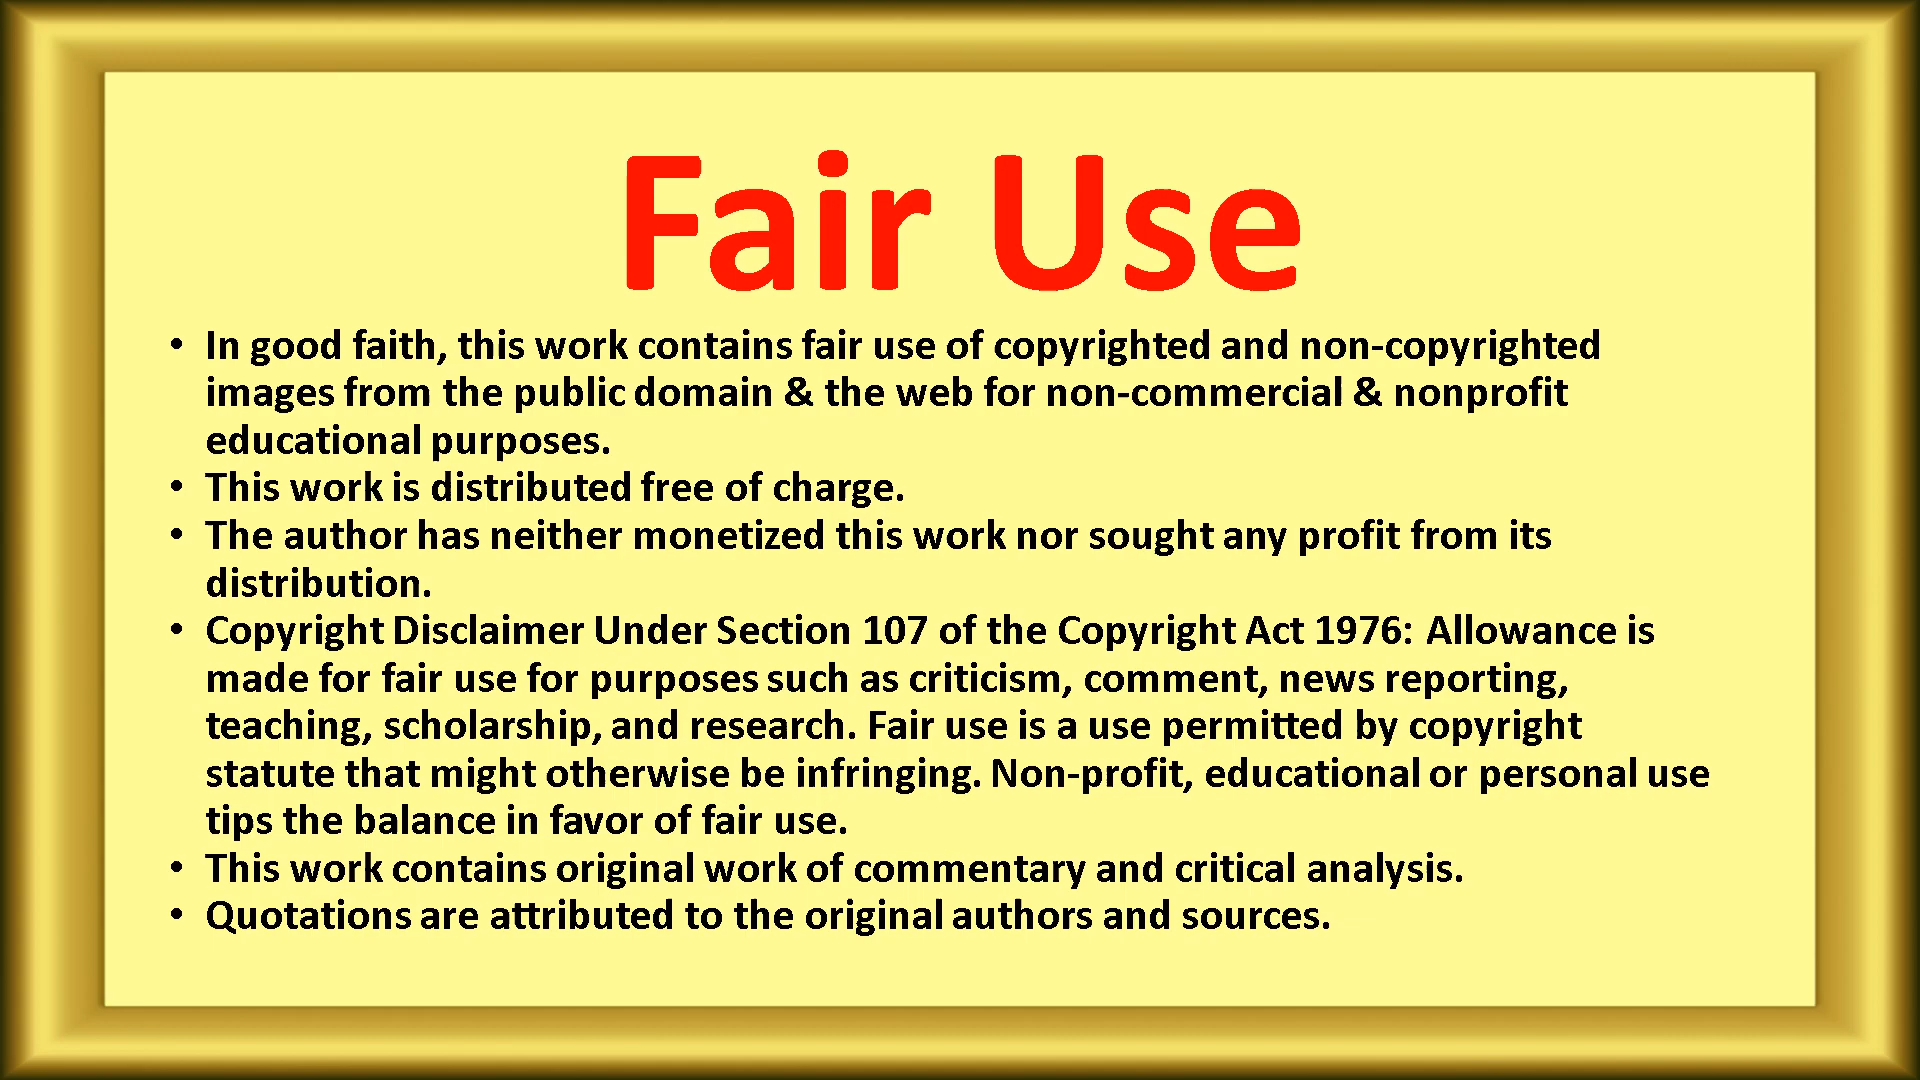 Fair Use
• In good faith, this work contains fair use of copyrighted and non-copyrighted
images from the public domain & the web for non-commercial & nonprofit
educational purposes.
• This work is distributed free of charge.
• The author has neither monetized this work nor sought any profit from its
distribution.
• Copyright Disclaimer Under Section 107 of the Copyright Act 1976: Allowance is
made for fair use for purposes such as criticism, comment, news reporting,
teaching, scholarship, and research. Fair use is a use permitted by copyright
statute that might otherwise be infringing. Non-profit, educational or personal use
tips the balance in favor of fair use.
• This work contains original work of commentary and critical analysis.
• Quotations are attributed to the original authors and sources.